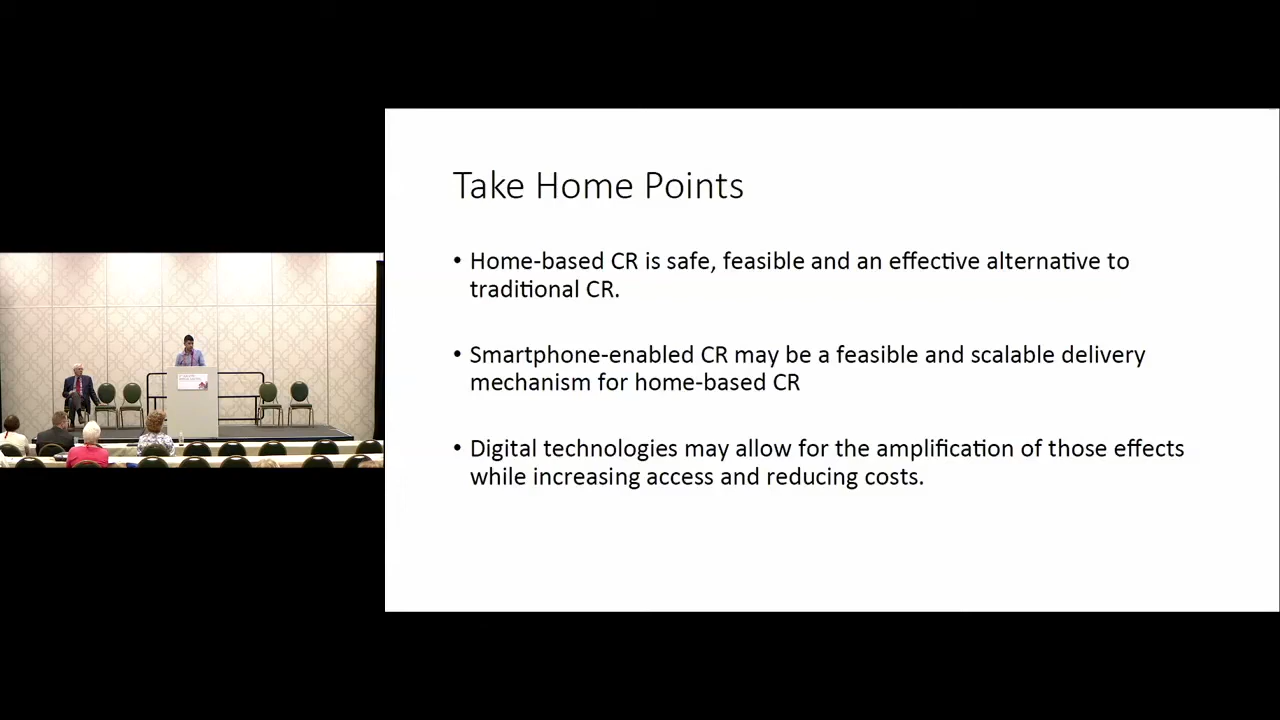 Take Home Points
• Home-based CR is safe, feasible and an effective alternative to
traditional CR.
• Smartphone-enabled CR may be a feasible and scalable delivery
mechanism for home-based CR
• Digital technologies may allow for the amplification of those effects
while increasing access and reducing costs.